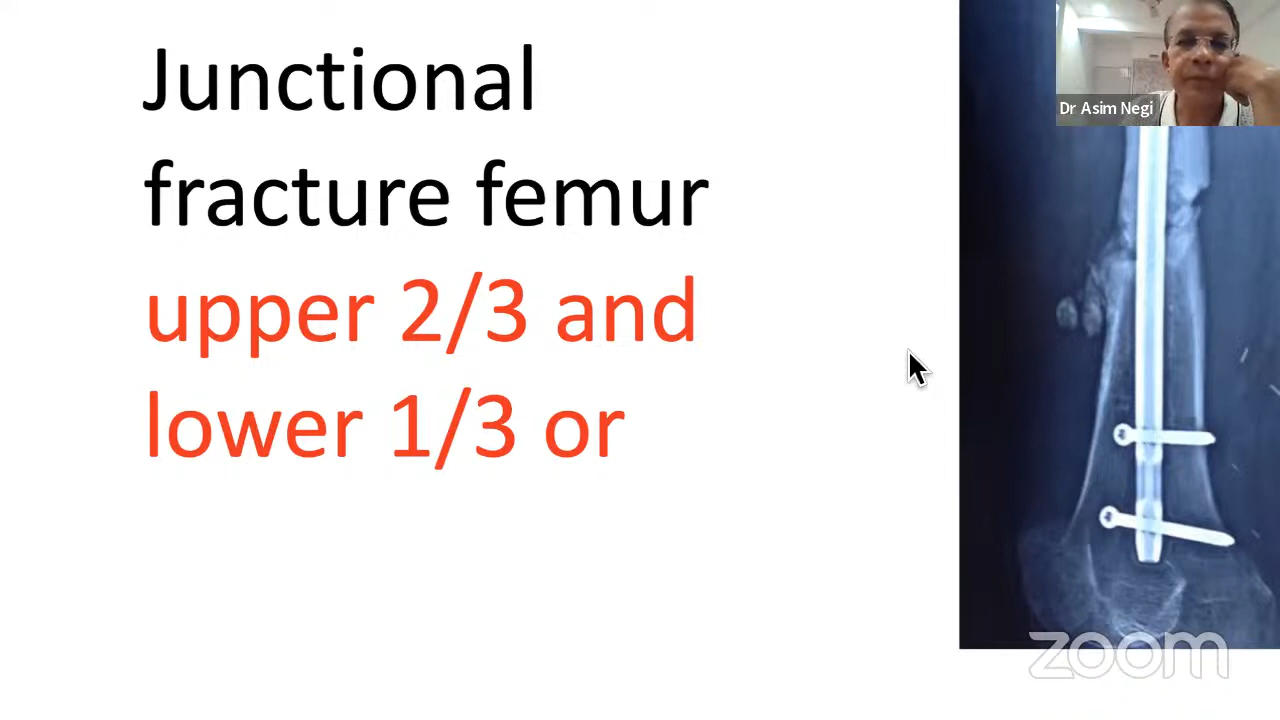 Junctional
fracture femur
upper 2/3 and
lower 1/3 or
Dr Asim Negi
zoom